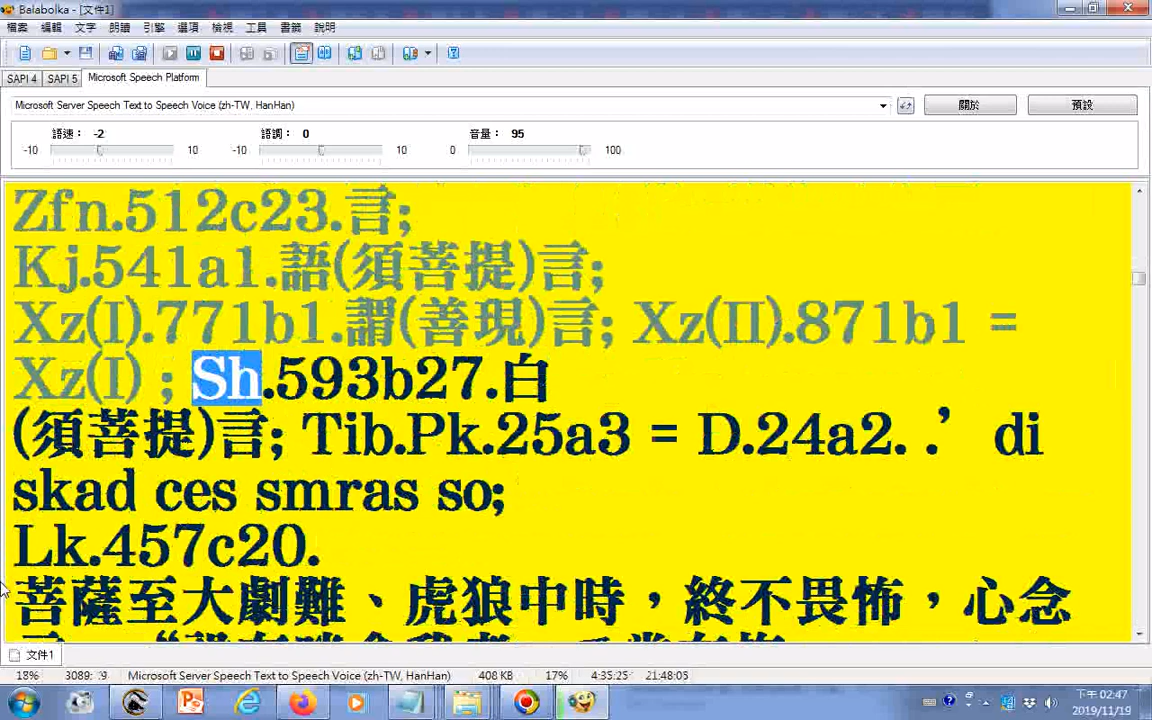 Balabolka - [文件1]
檔案 編輯 文字 朗讀 引擎 選項 檢視 工具 書籤 說明
SAPI 4 SAPI 5 Microsoft Speech Platform
Microsoft Server Speech Text to Speech Voice (zh-TW, HanHan) 關於 預設
語速： -2 語調： 0 音量： 95
-10 10 -10 10 0 100
Zfn.512c23.言;
Kj.541a1.語(須菩提)言;
Xz(I).771b1.謂(善現)言; Xz(II).871b1 =
Xz(I) ; Sh.593b27.白
(須菩提)言; Tib.Pk.25a3 = D.24a2. .’ di
skad ces smras so;
Lk.457c20.
菩薩至大劇難、虎狼中時，終不畏怖，心念
文件1
18% 3089: Microsoft Server Speech Text to Speech Voice (zh-TW, HanHan) 408 KB 17% 4:35:25 21:48:05
下午 02:47
2019/11/19